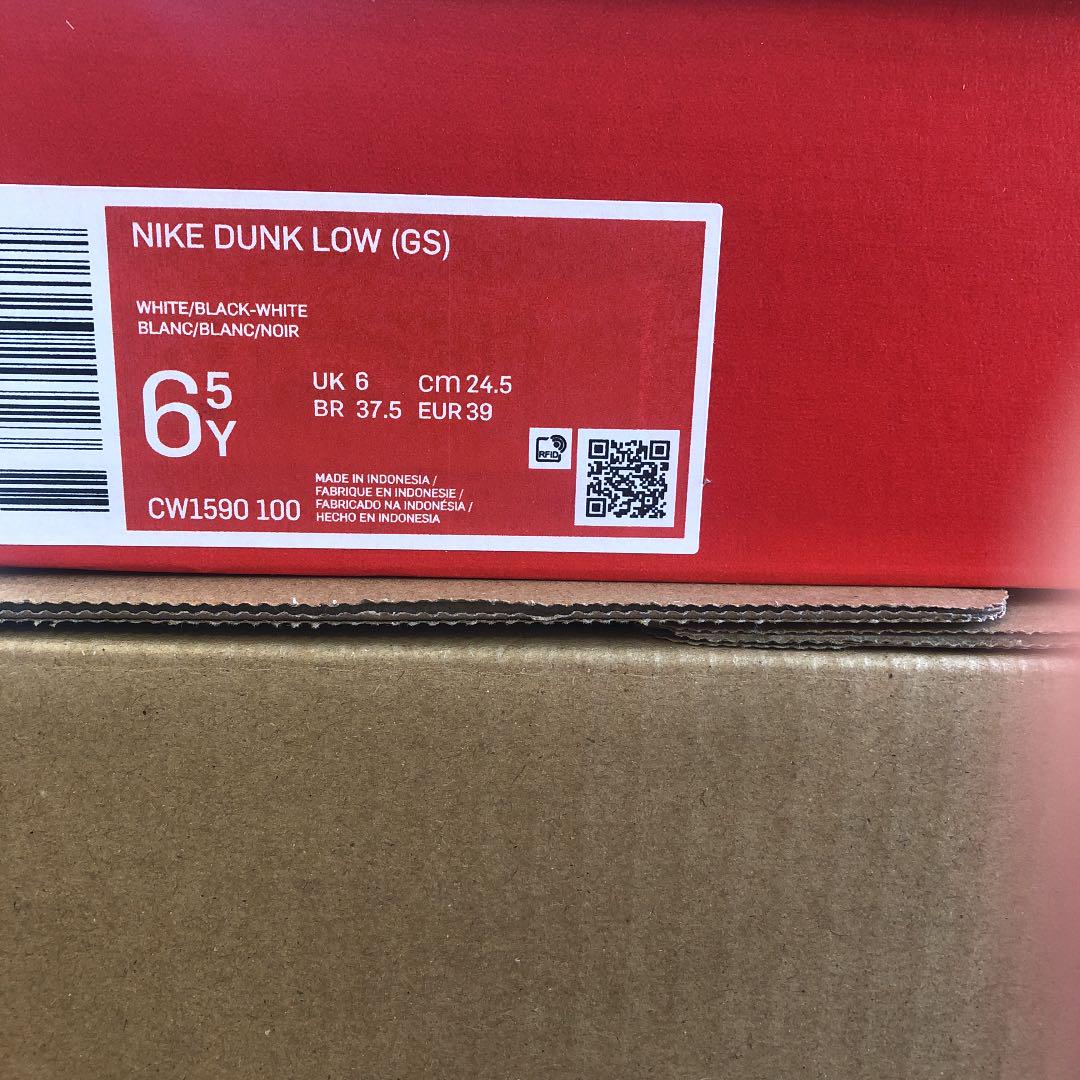 NIKE DUNK LOW (GS)
WHITE/BLACK-WHITE
BLANC/BLANC/NOIR
6 5 Y
UK 6 cm 24.5
BR 37.5 EUR 39
RFID
CW1590 100
MADE IN INDONESIA /
FABRIQUE EN INDONESIE /
FABRICADO NA INDONÉSIA /
HECHO EN INDONESIA